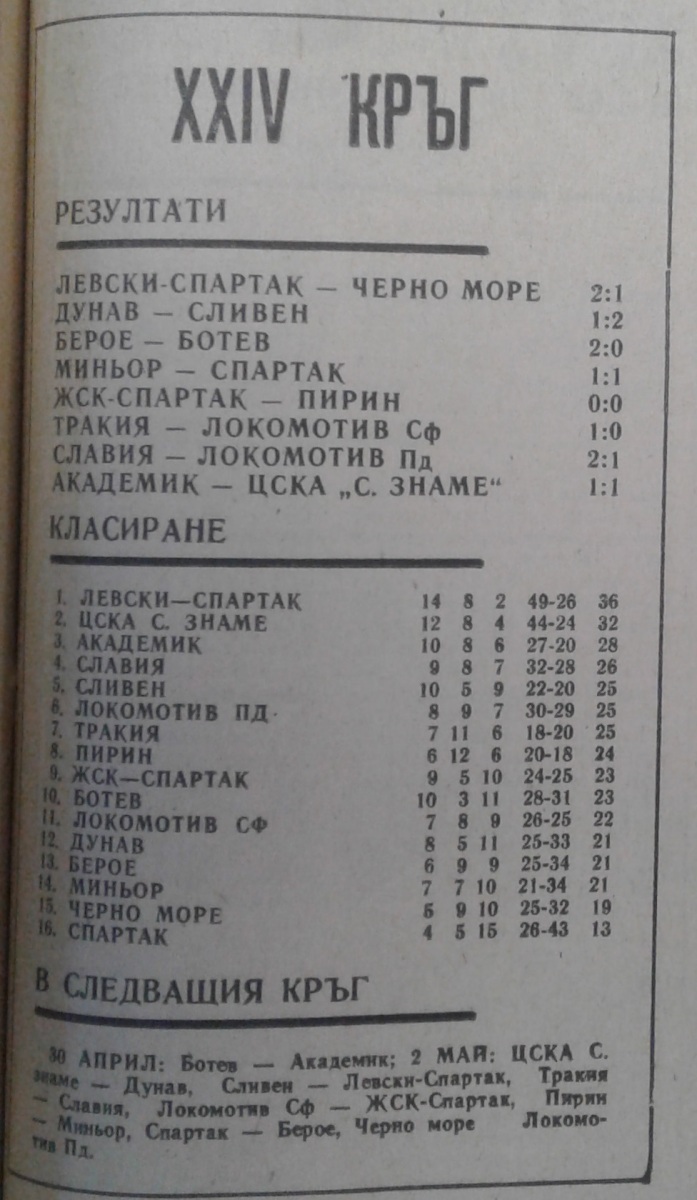 XXIV КРЪГ
РЕЗУЛТАТИ
ЛЕВСКИ-СПАРТАК — ЧЕРНО МОРЕ 2:1
ДУНАВ — СЛИВЕН 1:2
БЕРОЕ — БОТЕВ 2:0
МИНЬОР — СПАРТАК 1:1
ЖСК-СПАРТАК — ПИРИН 0:0
ТРАКИЯ — ЛОКОМОТИВ Сф 1:0
СЛАВИЯ — ЛОКОМОТИВ Пд 2:1
АКАДЕМИК — ЦСКА „С. ЗНАМЕ“ 1:1
КЛАСИРАНЕ
1. ЛЕВСКИ—СПАРТАК 14 8 2 49-26 36
2. ЦСКА С. ЗНАМЕ 12 8 4 44-24 32
3. АКАДЕМИК 10 8 6 27-20 28
4. СЛАВИЯ 9 8 7 32-28 26
5. СЛИВЕН 10 5 9 22-20 25
6. ЛОКОМОТИВ ПД 8 9 7 30-29 25
7. ТРАКИЯ 7 11 6 18-20 25
8. ПИРИН 6 12 6 20-18 24
9. ЖСК—СПАРТАК 9 5 10 24-25 23
10. БОТЕВ 10 3 11 28-31 23
11. ЛОКОМОТИВ СФ 7 8 9 26-25 22
12. ДУНАВ 8 5 11 25-33 21
13. БЕРОЕ 6 9 9 25-34 21
14. МИНЬОР 7 7 10 21-34 21
15. ЧЕРНО МОРЕ 5 9 10 25-32 19
16. СПАРТАК 4 5 15 26-43 13
В СЛЕДВАЩИЯ КРЪГ
30 АПРИЛ: Ботев — Академик; 2 МАЙ: ЦСКА С.
знаме — Дунав, Сливен — Левски-Спартак, Тракия
— Славия, Локомотив Сф — ЖСК-Спартак, Пирин
— Миньор, Спартак — Берое, Черно море Локомо-
тив Пд.